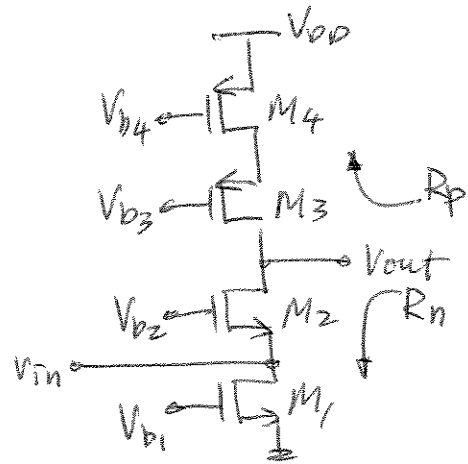 VDD
Vb4 M4
Vb3 M3 Rp
Vout
Vb2 M2 Rn
Vin
Vb1 M1